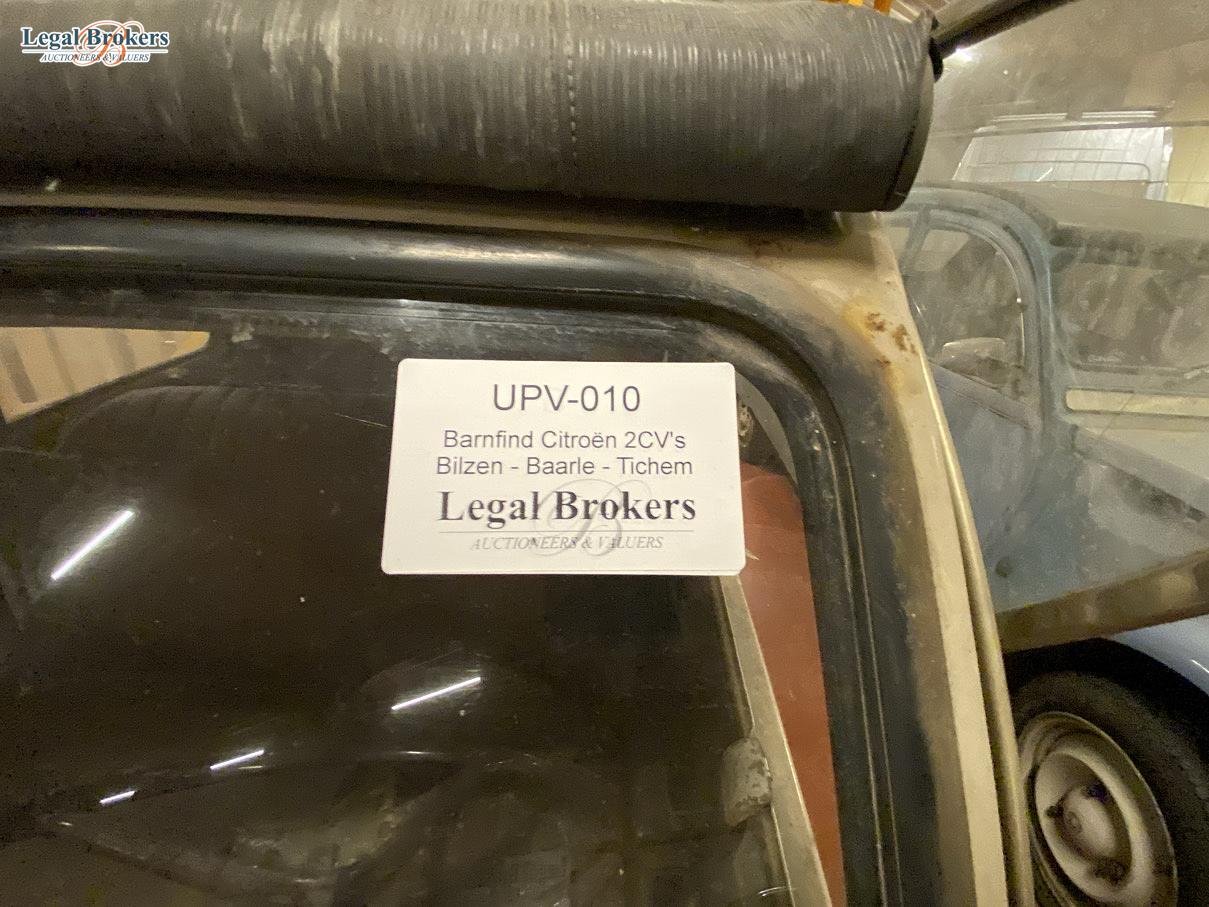 Legal Brokers
AUCTIONEERS & VALUERS
UPV-010
Barnfind Citroën 2CV's
Bilzen - Baarle - Tichem
Legal Brokers
AUCTIONEERS & VALUERS